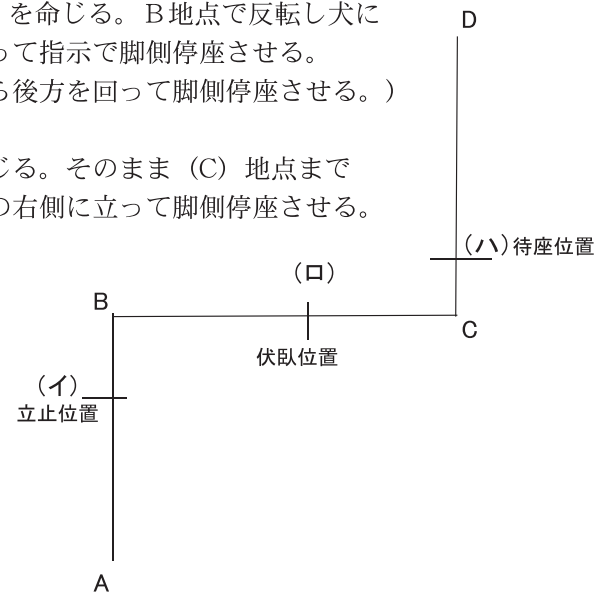 を命じる。B地点で反転し犬に
って指示で脚側停座させる。
ら後方を回って脚側停座させる。）
じる。そのまま（C）地点まで
の右側に立って脚側停座させる。
D
（ハ）待座位置
（ロ）
B
C
伏臥位置
（イ）
立止位置
A